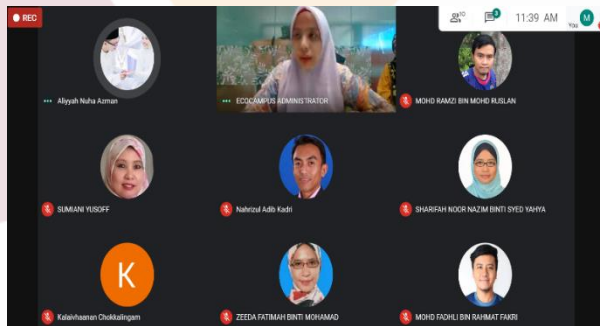 REC
10
3
11:39 AM
You
M
Aliyyah Nuha Azman
ECOCAMPUS ADMINISTRATOR
MOHD RAMZI BIN MOHD RUSLAN
SUMIANI YUSOFF
Nahrizul Adib Kadri
SHARIFAH NOOR NAZIM BINTI SYED YAHYA
K
Kalaivhaanan Chokkalingam
ZEEDA FATIMAH BINTI MOHAMAD
MOHD FADHLI BIN RAHMAT FAKRI